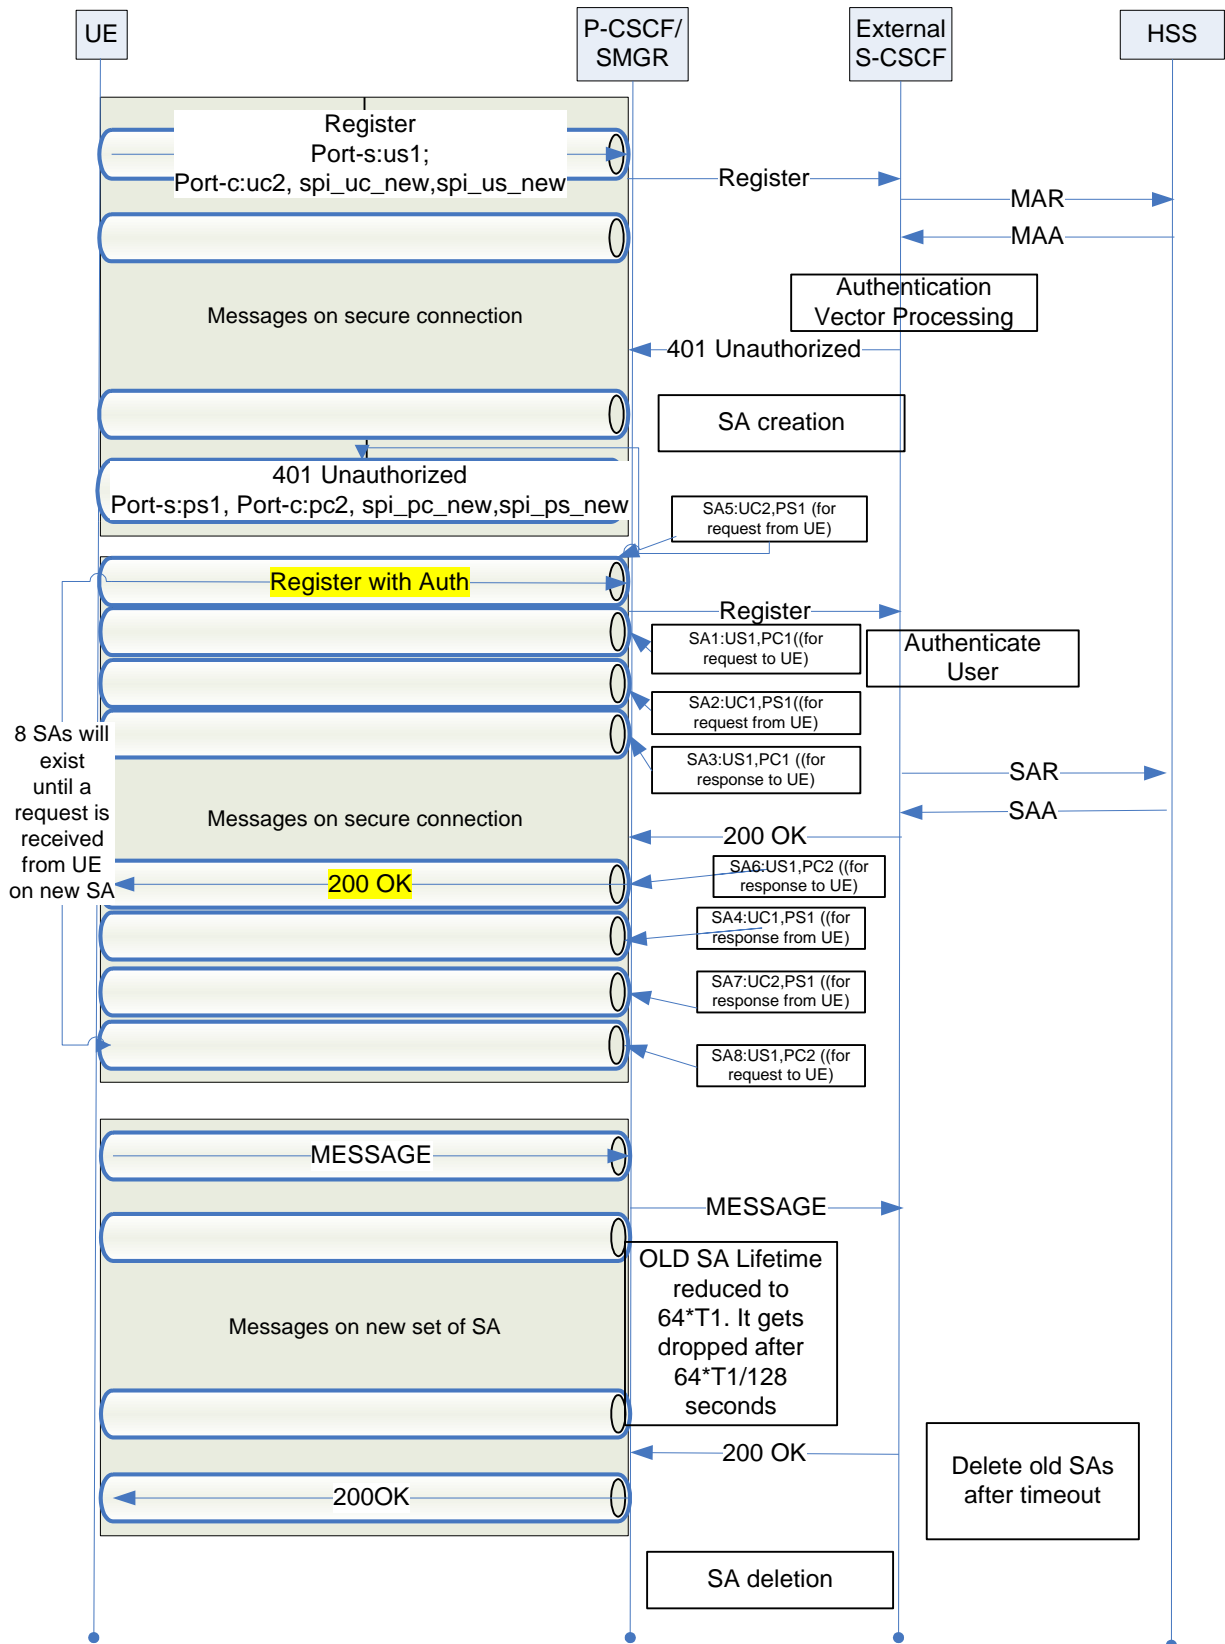 UE
P-CSCF/
SMGR
External
S-CSCF
HSS
Register
Port-s:us1;
Port-c:uc2, spi_uc_new,spi_us_new
Register
MAR
MAA
Authentication
Vector Processing
Messages on secure connection
401 Unauthorized
SA creation
401 Unauthorized
Port-s:ps1, Port-c:pc2, spi_pc_new,spi_ps_new
SA5:UC2,PS1 (for
request from UE)
Register with Auth
Register
SA1:US1,PC1((for
request to UE)
Authenticate
User
SA2:UC1,PS1((for
request from UE)
8 SAs will
exist
until a
request is
received
from UE
on new SA
SA3:US1,PC1 ((for
response to UE)
SAR
SAA
Messages on secure connection
200 OK
SA6:US1,PC2 ((for
response to UE)
200 OK
SA4:UC1,PS1 ((for
response from UE)
SA7:UC2,PS1 ((for
response from UE)
SA8:US1,PC2 ((for
request to UE)
MESSAGE
MESSAGE
OLD SA Lifetime
reduced to
64*T1. It gets
dropped after
64*T1/128
seconds
Messages on new set of SA
200 OK
Delete old SAs
after timeout
200OK
SA deletion